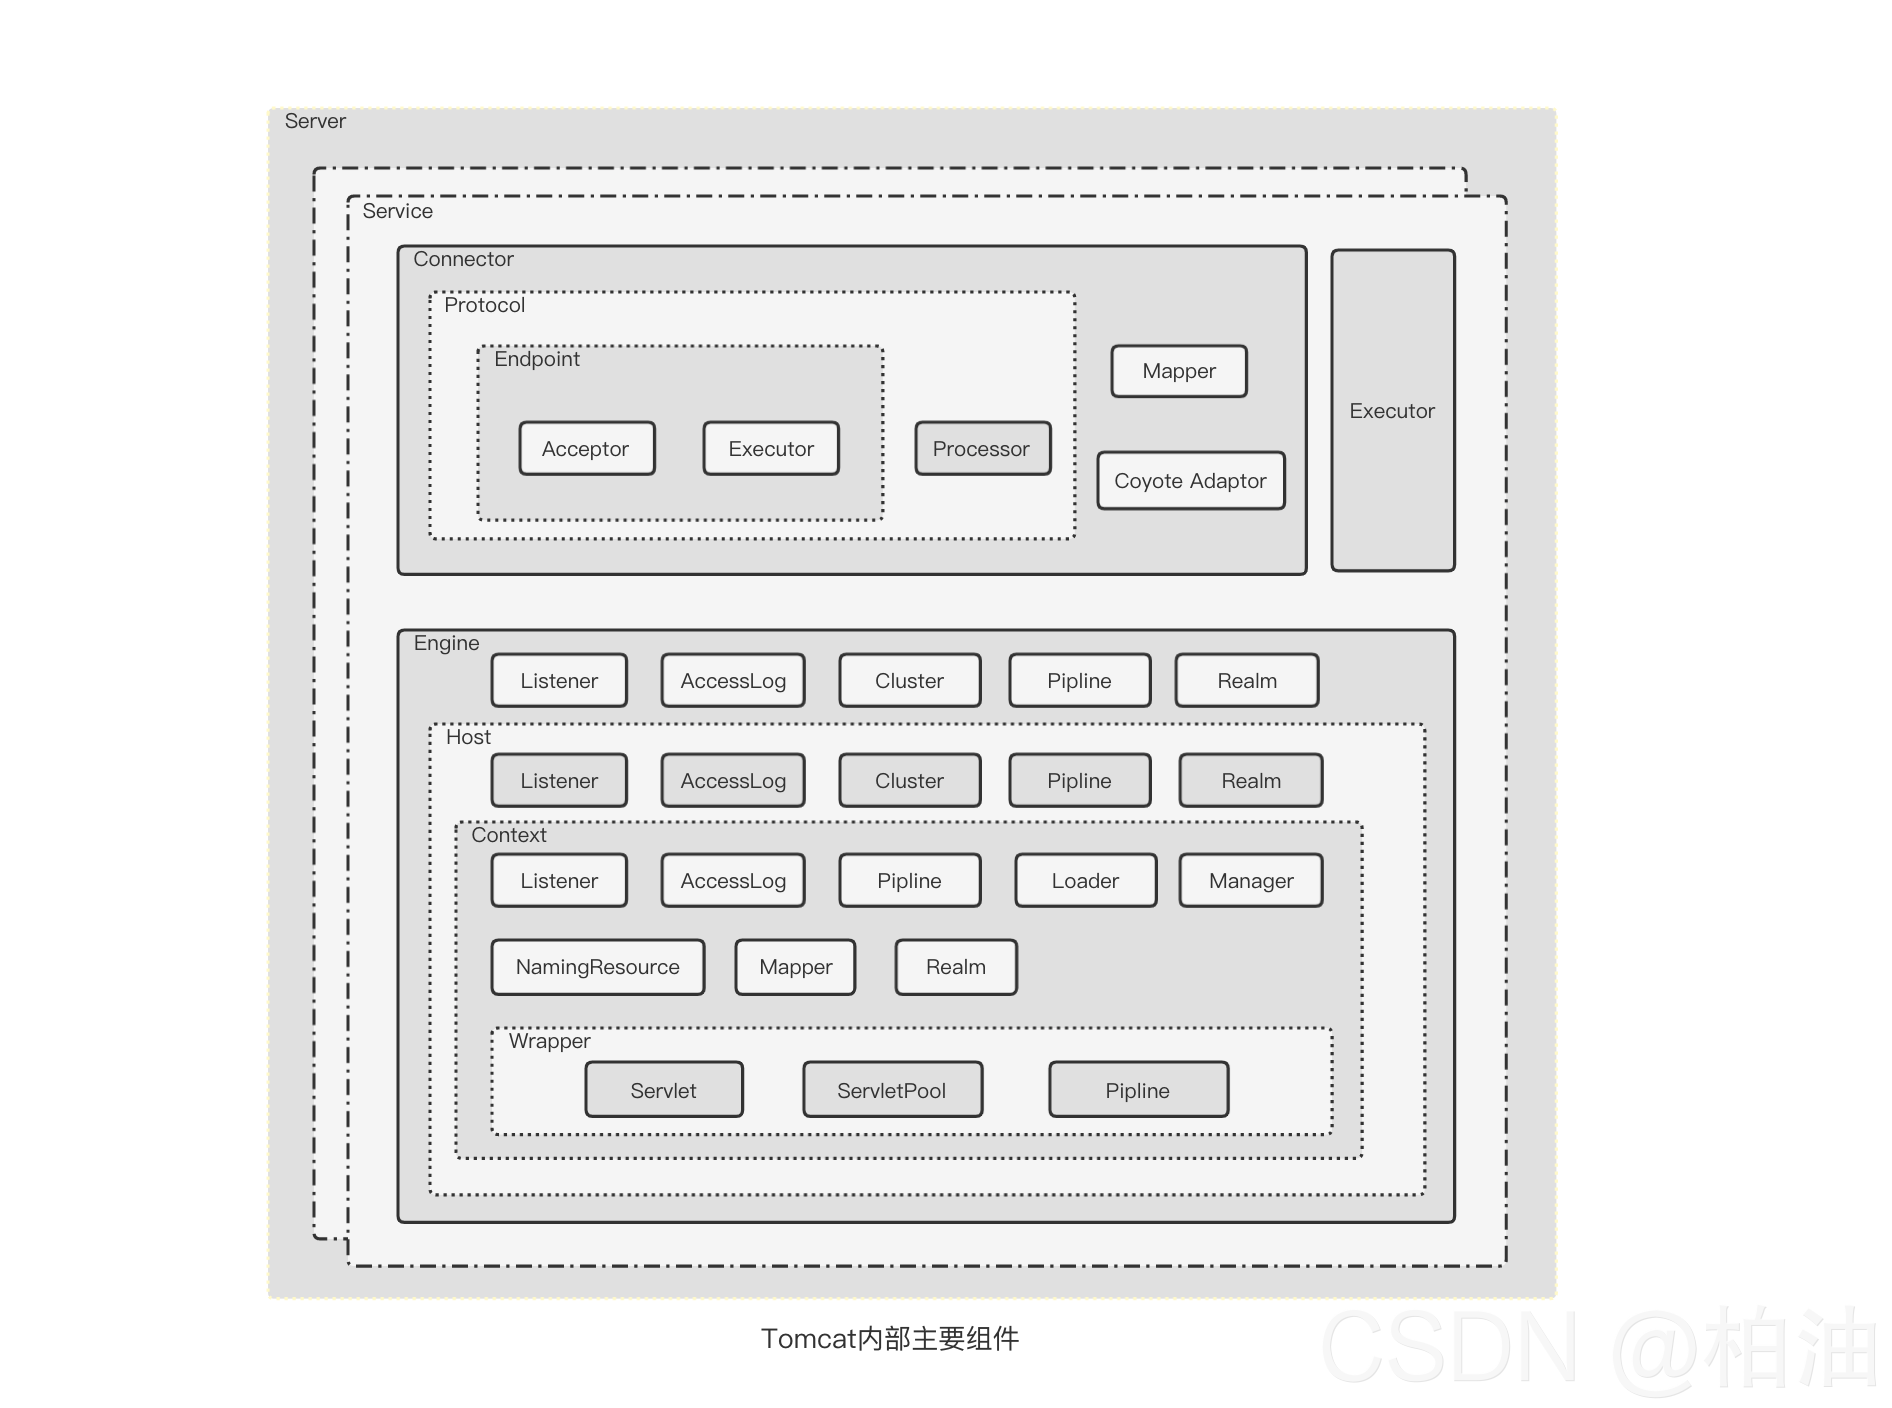 Server
Service
Connector
Protocol
Endpoint
Acceptor
Executor
Processor
Mapper
Coyote Adaptor
Executor
Engine
Listener
AccessLog
Cluster
Pipline
Realm
Host
Listener
AccessLog
Cluster
Pipline
Realm
Context
Listener
AccessLog
Pipline
Loader
Manager
NamingResource
Mapper
Realm
Wrapper
Servlet
ServletPool
Pipline
Tomcat内部主要组件
CSDN @柏油